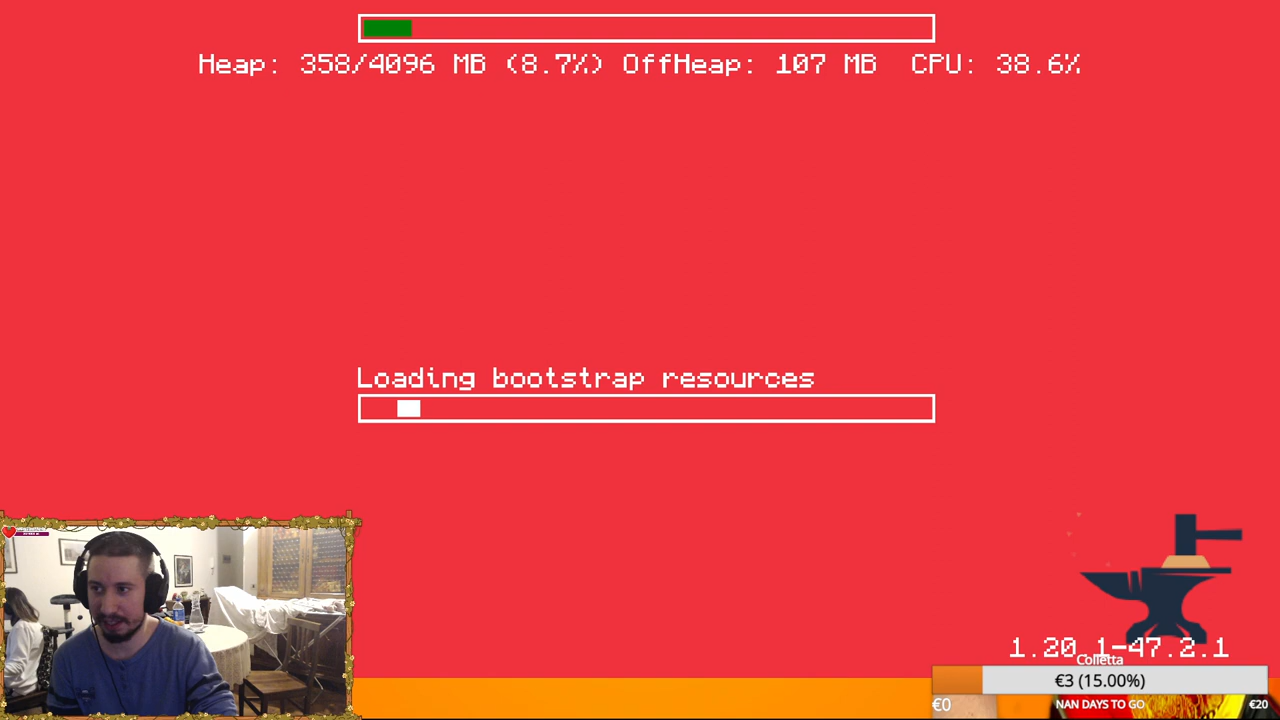 Heap: 358/4096 MB (8.7%) OffHeap: 107 MB CPU: 38.6%
Loading bootstrap resources
1.20.1-47.2.1
Colletta
€3 (15.00%)
€0
NAN DAYS TO GO
€20